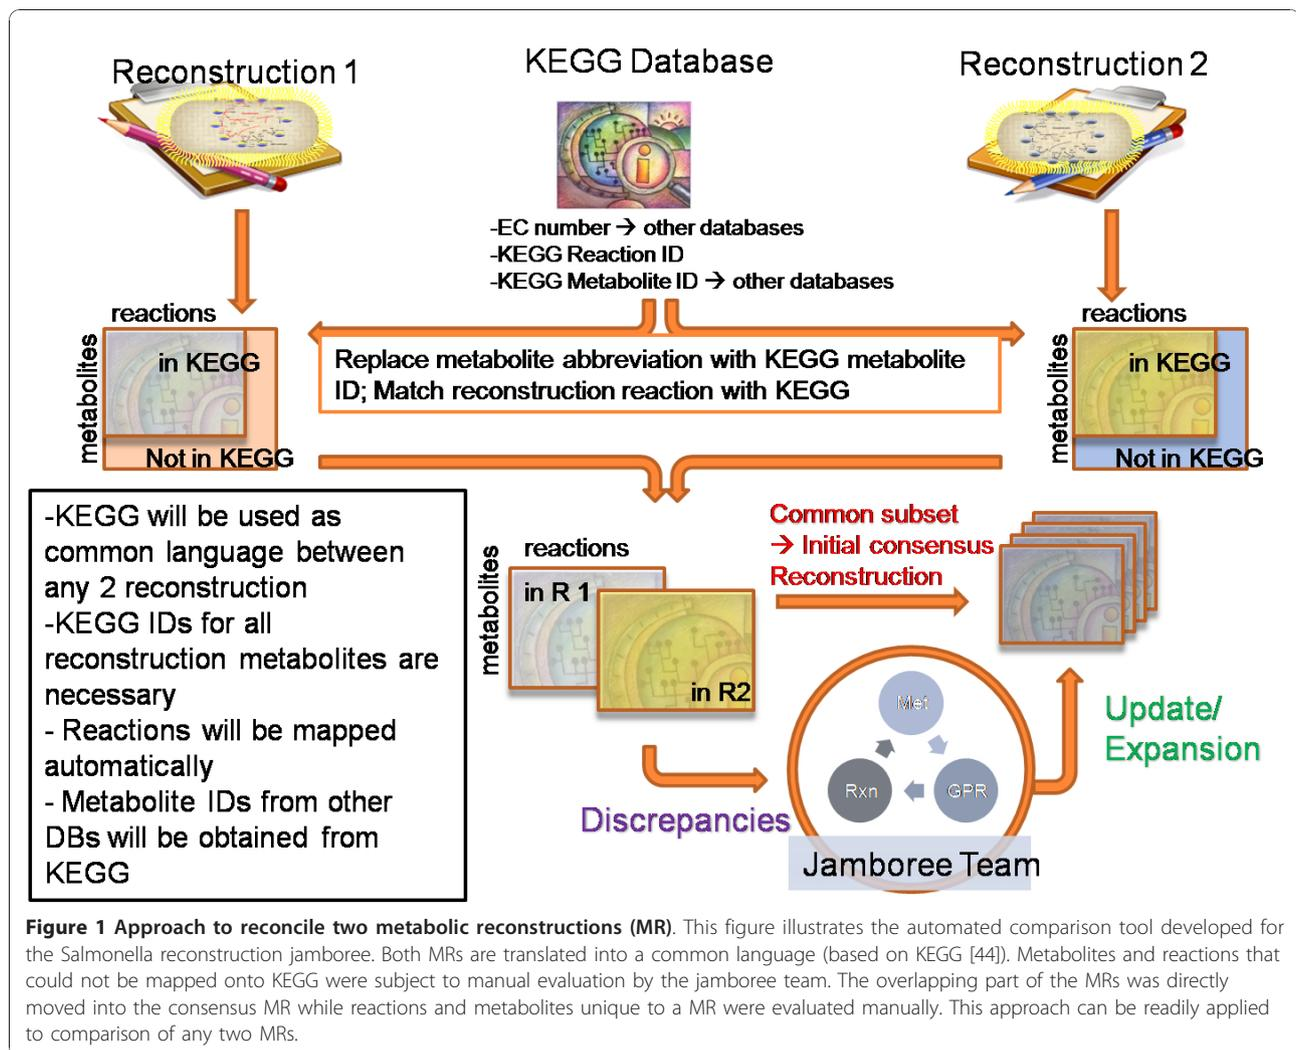 Reconstruction 1
KEGG Database
Reconstruction 2
-EC number → other databases
-KEGG Reaction ID
-KEGG Metabolite ID → other databases
reactions
metabolites
in KEGG
Not in KEGG
Replace metabolite abbreviation with KEGG metabolite
ID; Match reconstruction reaction with KEGG
reactions
metabolites
in KEGG
Not in KEGG
-KEGG will be used as
common language between
any 2 reconstruction
-KEGG IDs for all
reconstruction metabolites are
necessary
- Reactions will be mapped
automatically
- Metabolite IDs from other
DBs will be obtained from
KEGG
reactions
metabolites
in R 1
in R2
Common subset
→ Initial consensus
Reconstruction
Discrepancies
Met
Rxn
GPR
Jamboree Team
Update/
Expansion
Figure 1 Approach to reconcile two metabolic reconstructions (MR). This figure illustrates the automated comparison tool developed for
the Salmonella reconstruction jamboree. Both MRs are translated into a common language (based on KEGG [44]). Metabolites and reactions that
could not be mapped onto KEGG were subject to manual evaluation by the jamboree team. The overlapping part of the MRs was directly
moved into the consensus MR while reactions and metabolites unique to a MR were evaluated manually. This approach can be readily applied
to comparison of any two MRs.